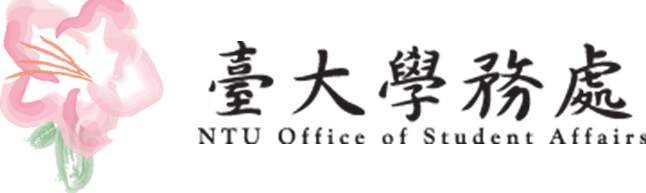 臺大學務處
NTU Office of Student Affairs